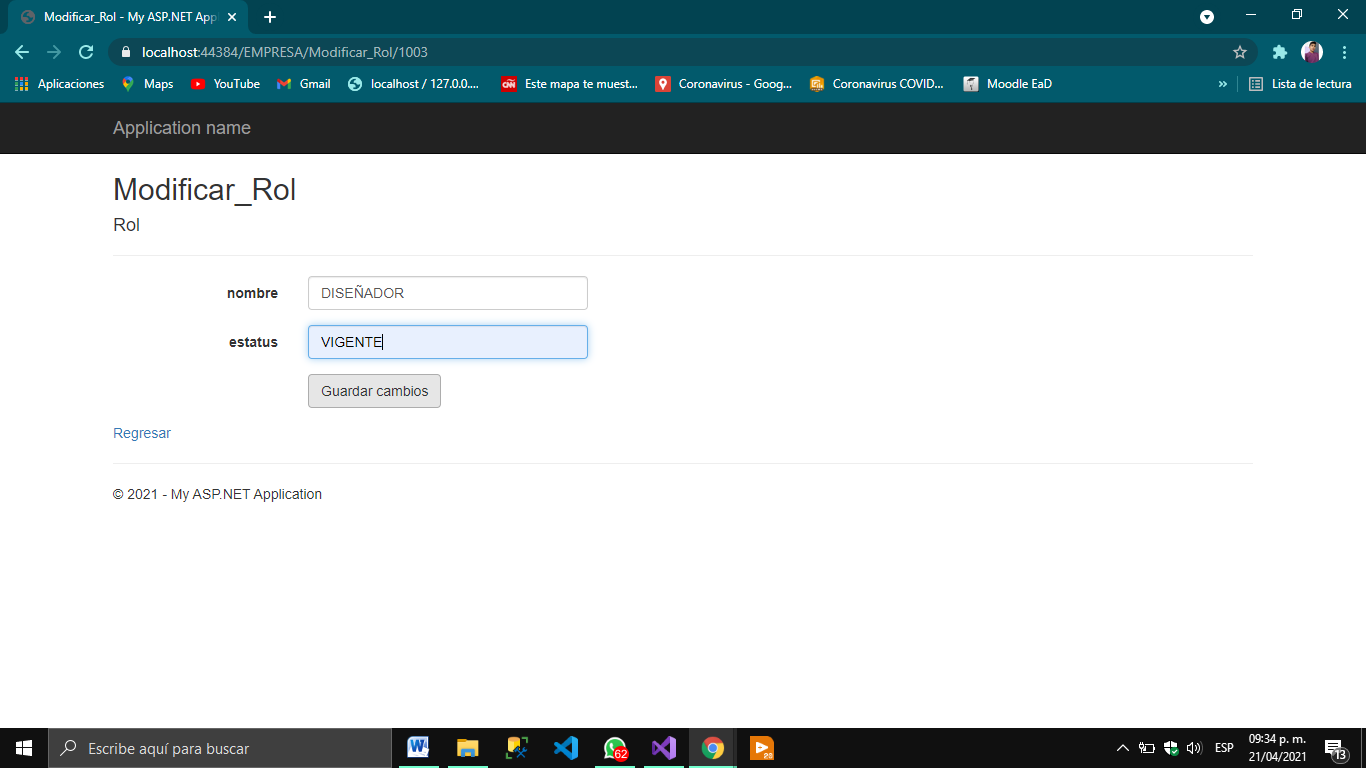 Modificar_Rol - My ASP.NET App
localhost:44384/EMPRESA/Modificar_Rol/1003
Aplicaciones Maps YouTube Gmail localhost / 127.0.0.... CNN Este mapa te muest... Coronavirus - Goog... Coronavirus COVID... Moodle EaD » Lista de lectura
Application name
Modificar_Rol
Rol
nombre DISEÑADOR
estatus VIGENTE
Guardar cambios
Regresar
© 2021 - My ASP.NET Application
Escribe aquí para buscar 62 ESP 09:34 p. m.
21/04/2021 13